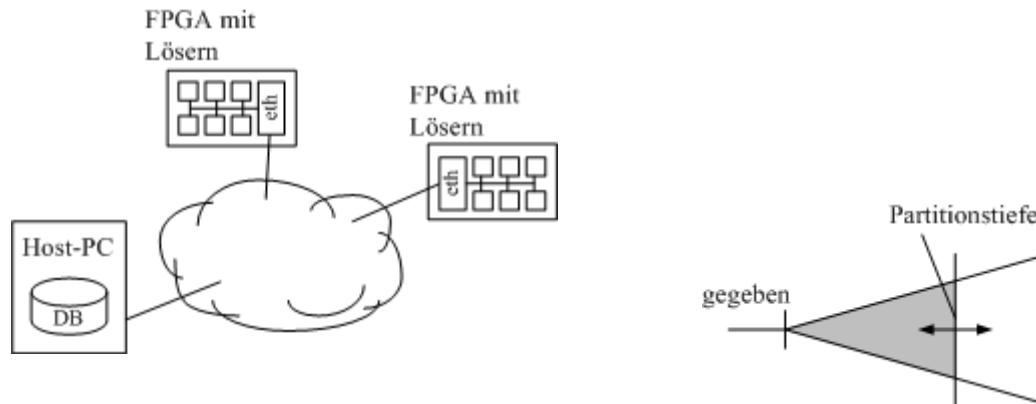 FPGA mit
Lösern
eth
FPGA mit
Lösern
eth
Host-PC
DB
Partitionstiefe
gegeben